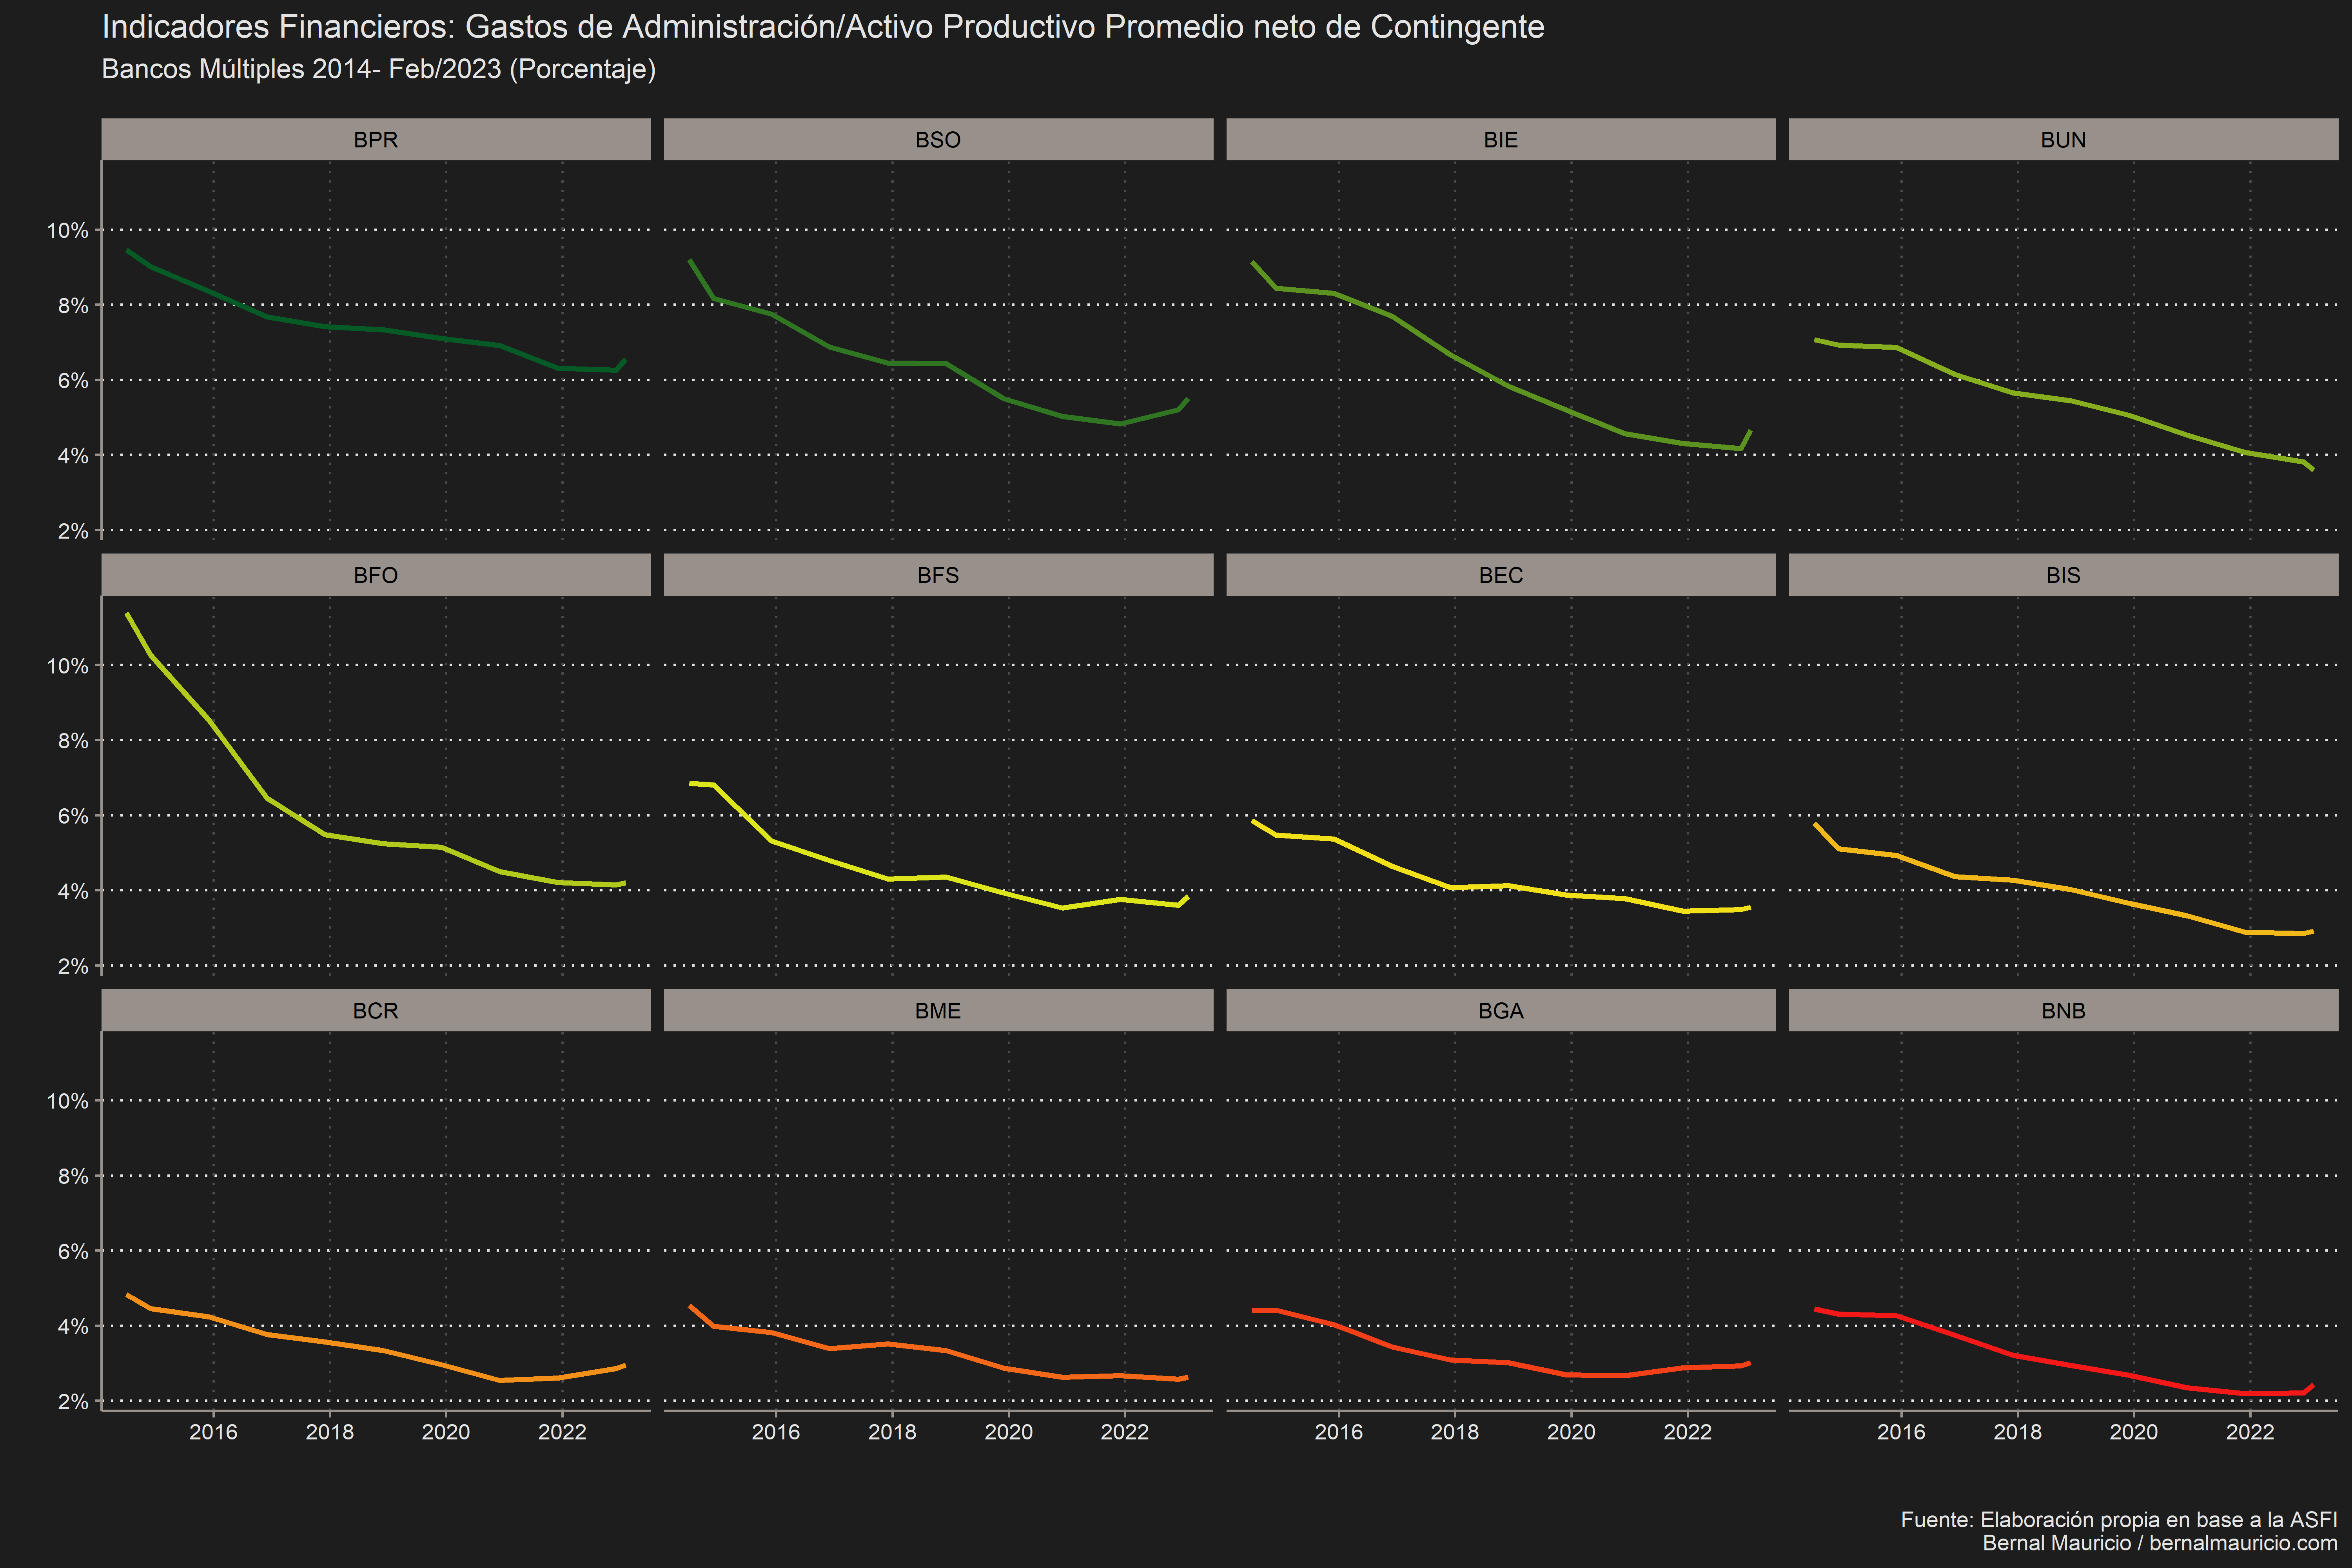 Indicadores Financieros: Gastos de Administración/Activo Productivo Promedio neto de Contingente
Bancos Múltiples 2014- Feb/2023 (Porcentaje)
BPR BSO BIE BUN
10%
8%
6%
4%
2%
BFO BFS BEC BIS
10%
8%
6%
4%
2%
BCR BME BGA BNB
10%
8%
6%
4%
2%
2016 2018 2020 2022 2016 2018 2020 2022 2016 2018 2020 2022 2016 2018 2020 2022
Fuente: Elaboración propia en base a la ASFI
Bernal Mauricio / bernalmauricio.com